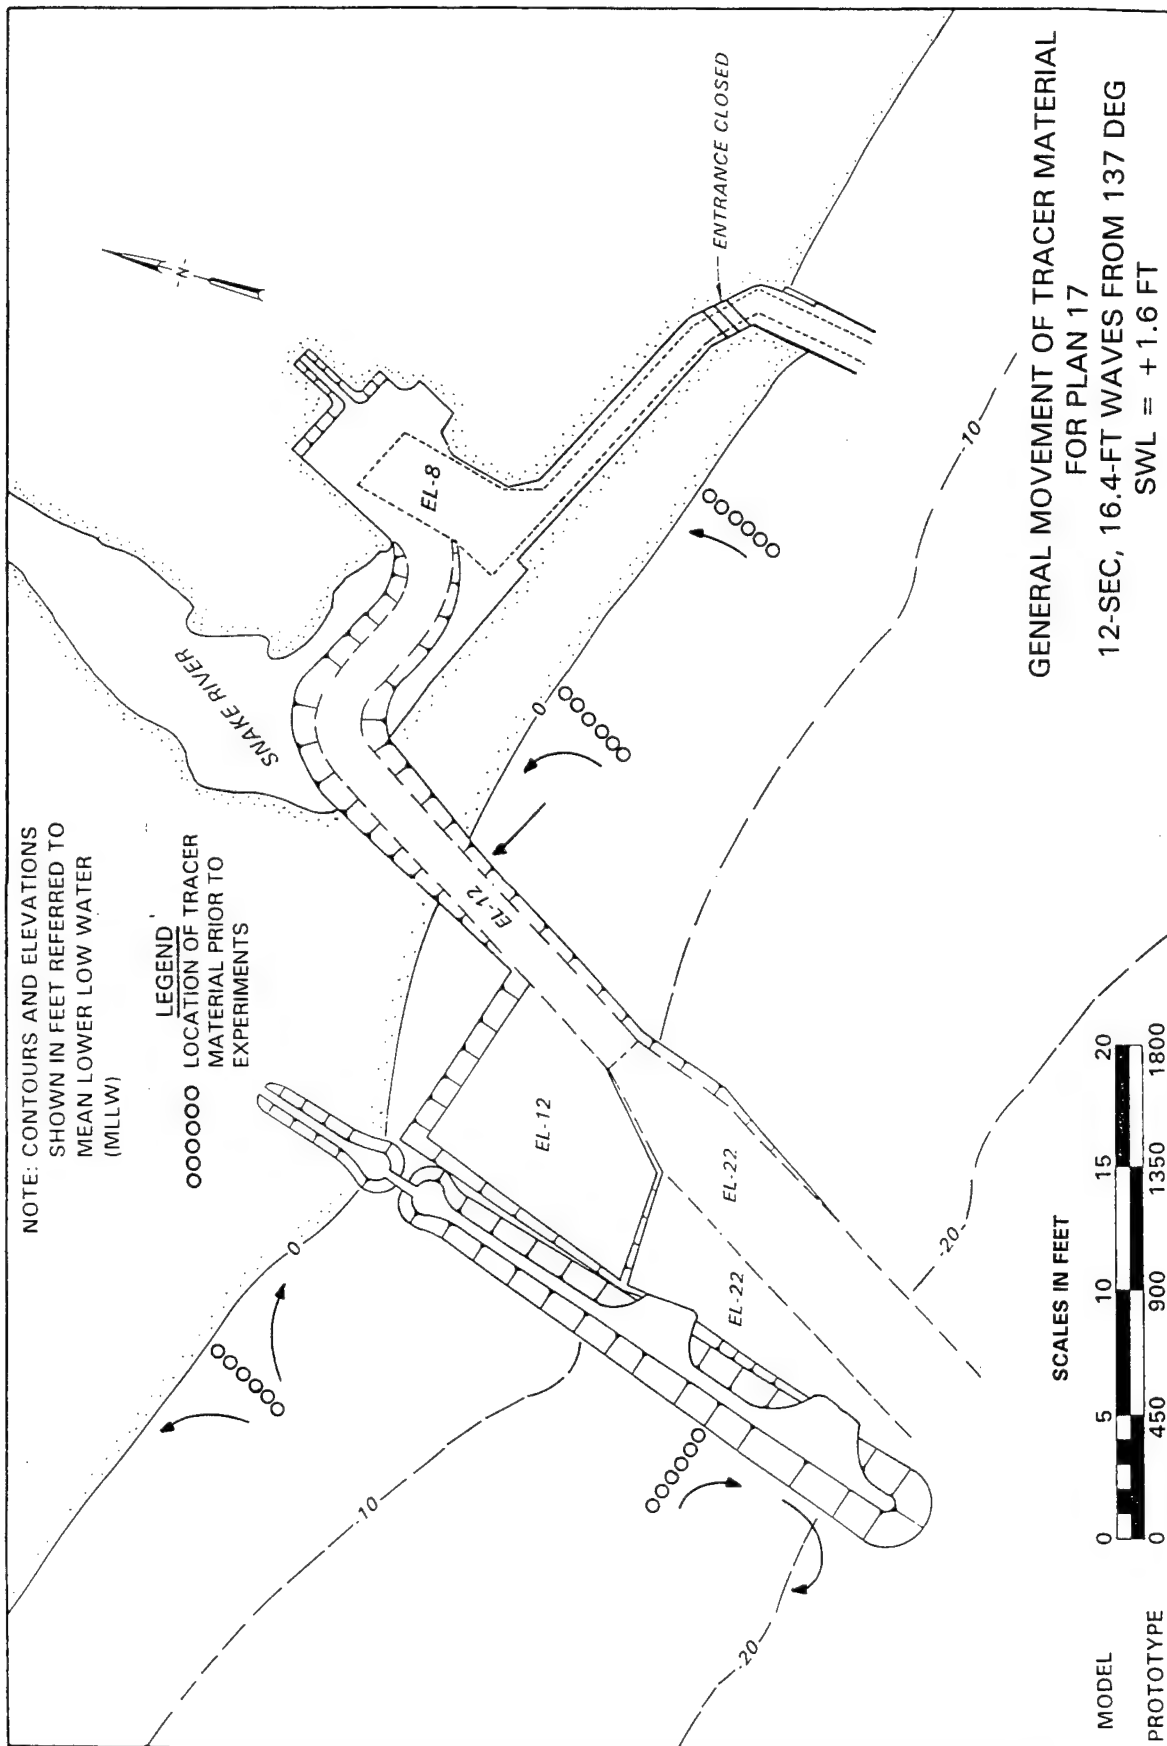 NOTE: CONTOURS AND ELEVATIONS
SHOWN IN FEET REFERRED TO
MEAN LOWER LOW WATER
(MLLW)
LEGEND
LOCATION OF TRACER
MATERIAL PRIOR TO
EXPERIMENTS
SNAKE RIVER
-N-
EL-8
ENTRANCE CLOSED
EL-12
EL-12
EL-22
EL-22
0
0
-10
-10
-20
-20
SCALES IN FEET
MODEL
0 5 10 15 20
PROTOTYPE
0 450 900 1350 1800
GENERAL MOVEMENT OF TRACER MATERIAL
FOR PLAN 17
12-SEC, 16.4-FT WAVES FROM 137 DEG
SWL = +1.6 FT